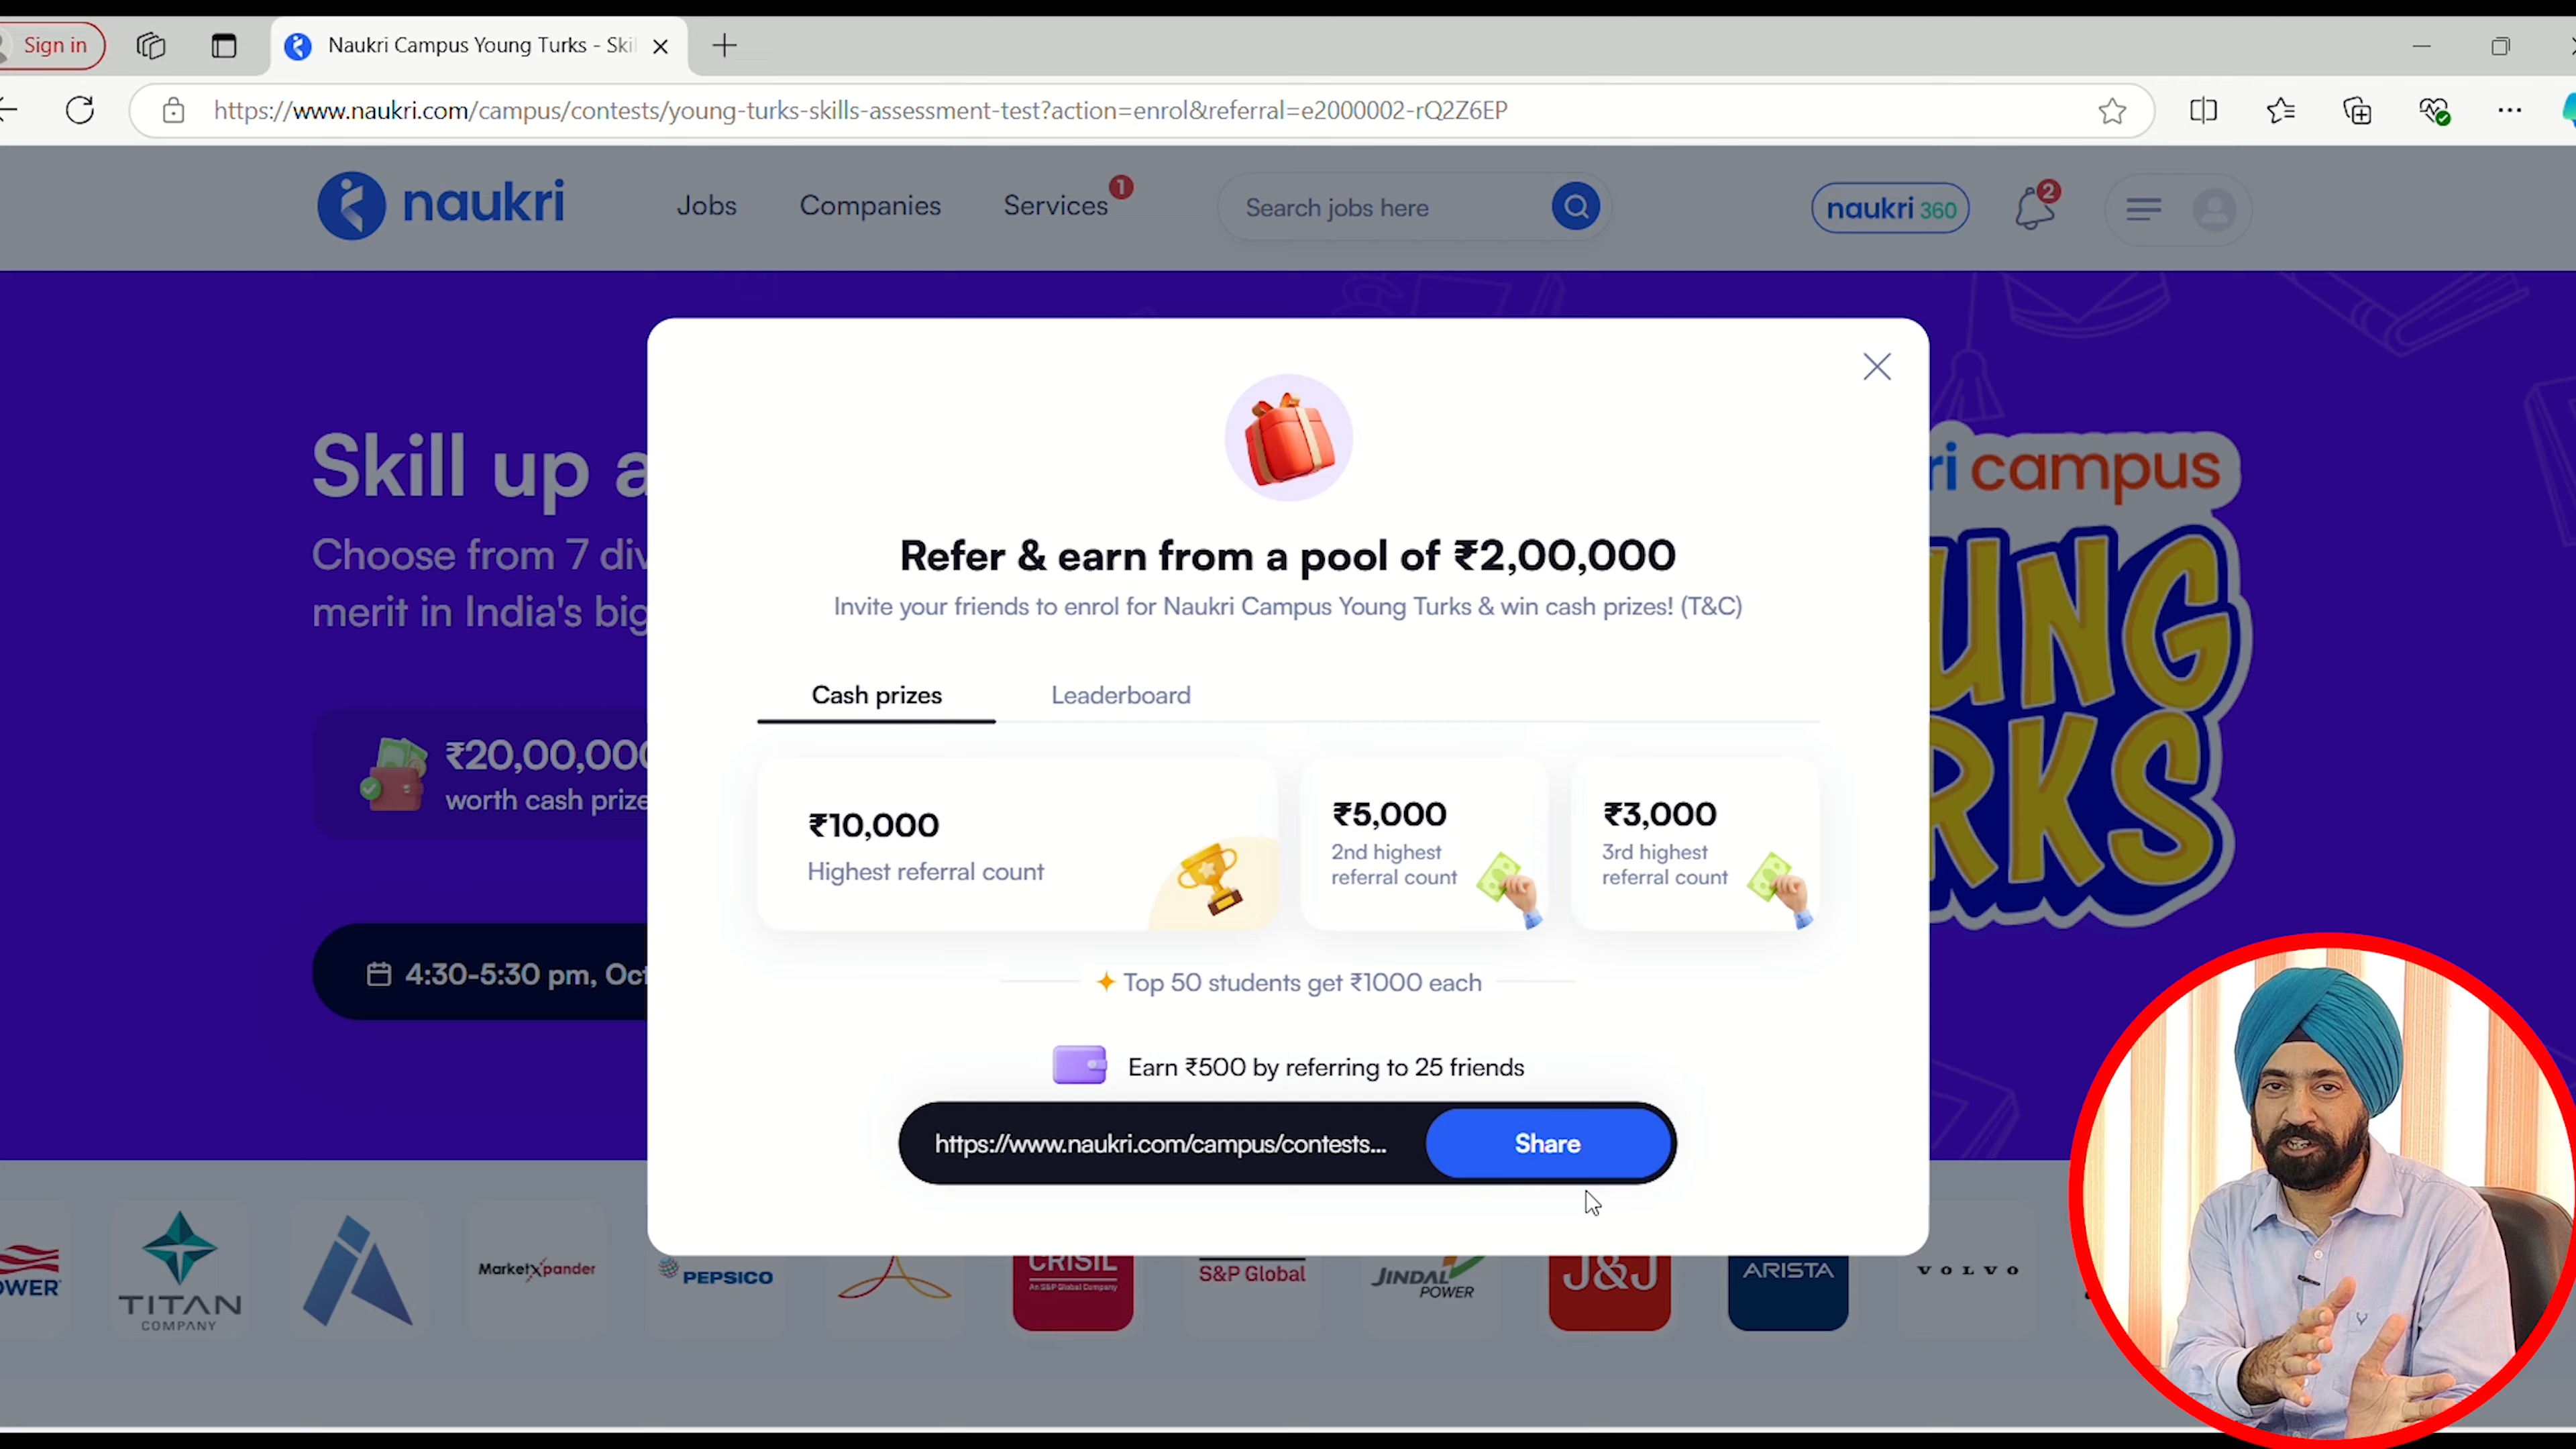 Sign in
Naukri Campus Young Turks - Skil
https://www.naukri.com/campus/contests/young-turks-skills-assessment-test?action=enrol&referral=e2000002-rQ2Z6EP
naukri
Jobs
Companies
Services
1
Search jobs here
naukri 360
2
Skill up a
Choose from 7 div
merit in India's big
₹20,00,000
worth cash prize
4:30-5:30 pm, Oct
ri campus
UNG
RKS
Refer & earn from a pool of ₹2,00,000
Invite your friends to enrol for Naukri Campus Young Turks & win cash prizes! (T&C)
Cash prizes
Leaderboard
₹10,000
Highest referral count
₹5,000
2nd highest
referral count
₹3,000
3rd highest
referral count
Top 50 students get ₹1000 each
Earn ₹500 by referring to 25 friends
https://www.naukri.com/campus/contests...
Share
OWER
TITAN
COMPANY
MarketXpander
PEPSICO
CRISIL
An S&P Global Company
S&P Global
JINDAL
POWER
J&J
ARISTA
VOLVO